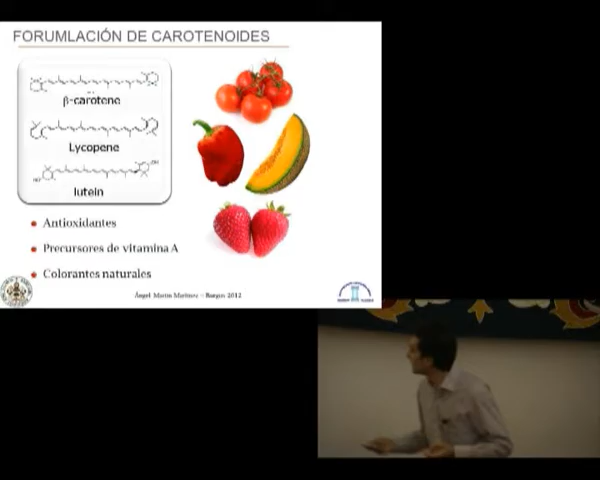 FORUMLACIÓN DE CAROTENOIDES
β-carotene
Lycopene
lutein
Antioxidantes
Precursores de vitamina A
Colorantes naturales
Ángel Martín Martínez – Burgos 2012